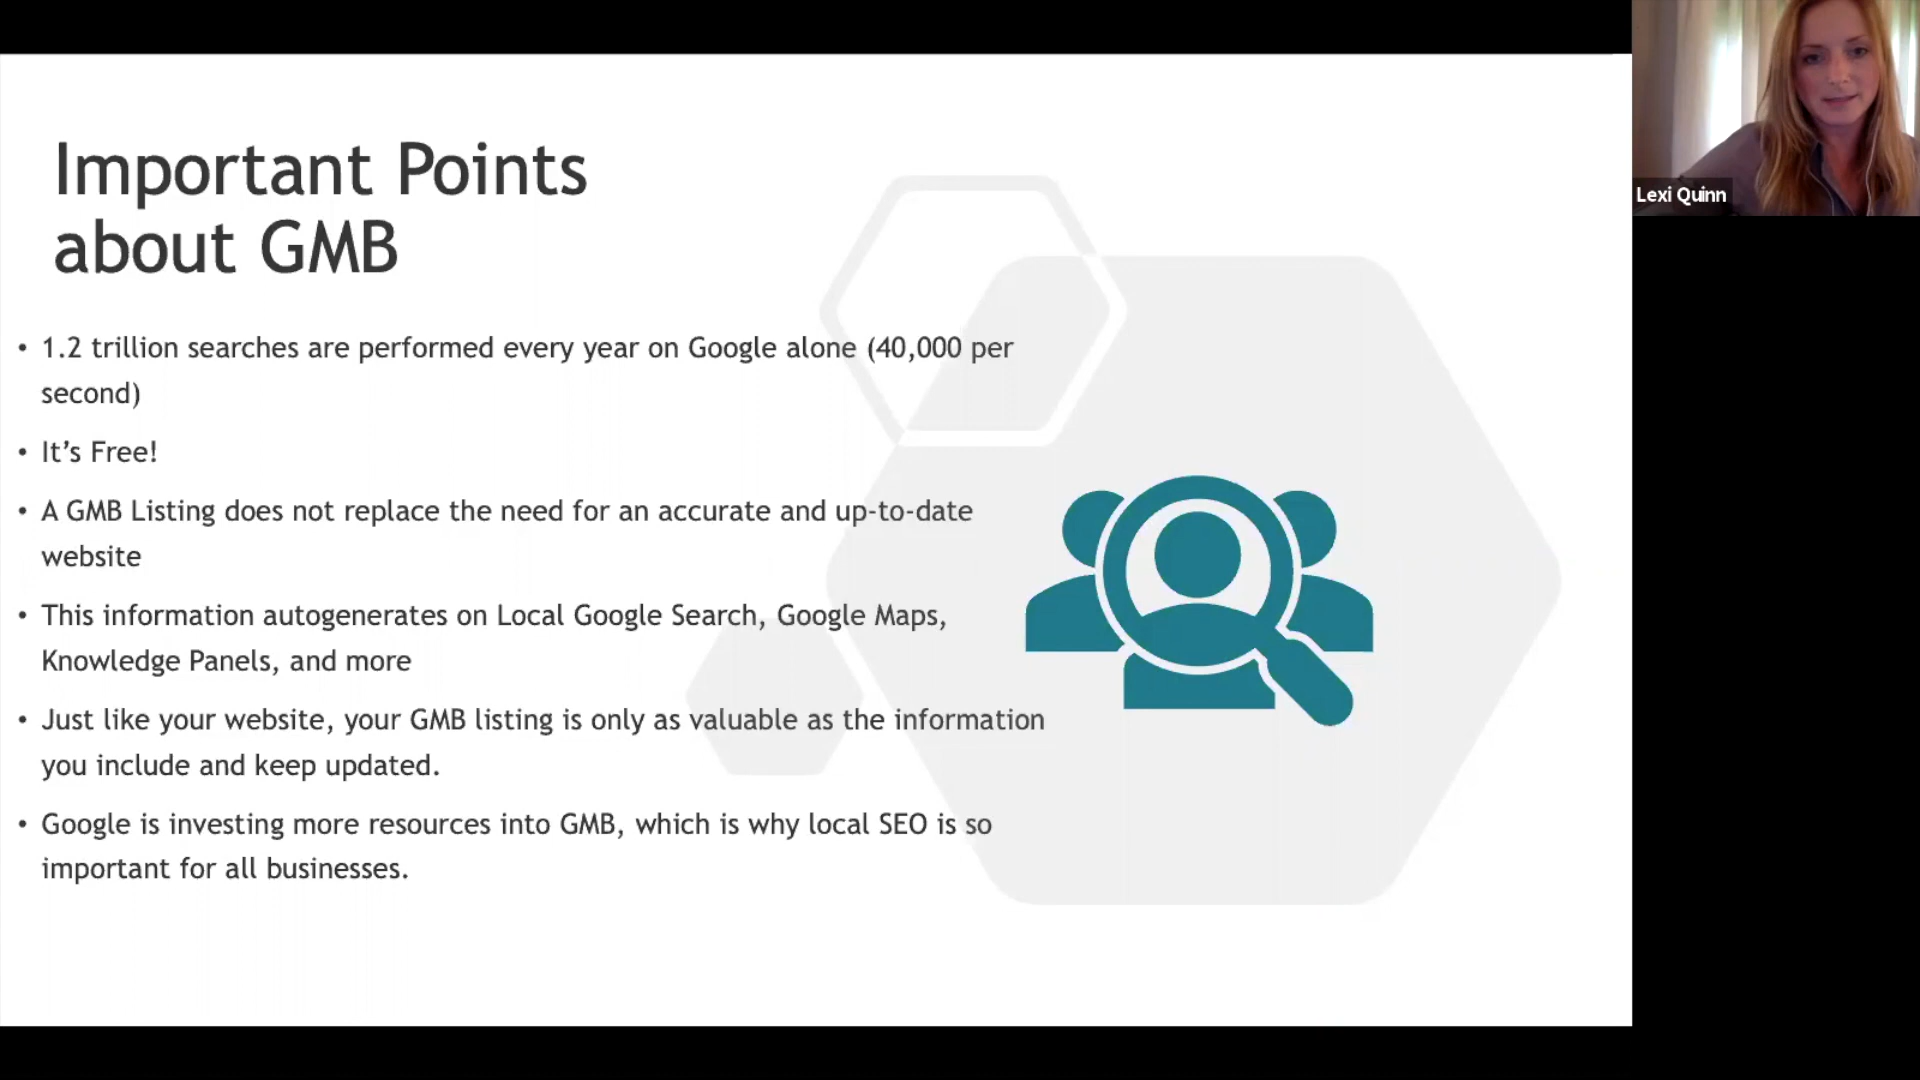 Important Points
about GMB
• 1.2 trillion searches are performed every year on Google alone (40,000 per
second)
• It’s Free!
• A GMB Listing does not replace the need for an accurate and up-to-date
website
• This information autogenerates on Local Google Search, Google Maps,
Knowledge Panels, and more
• Just like your website, your GMB listing is only as valuable as the information
you include and keep updated.
• Google is investing more resources into GMB, which is why local SEO is so
important for all businesses.
Lexi Quinn